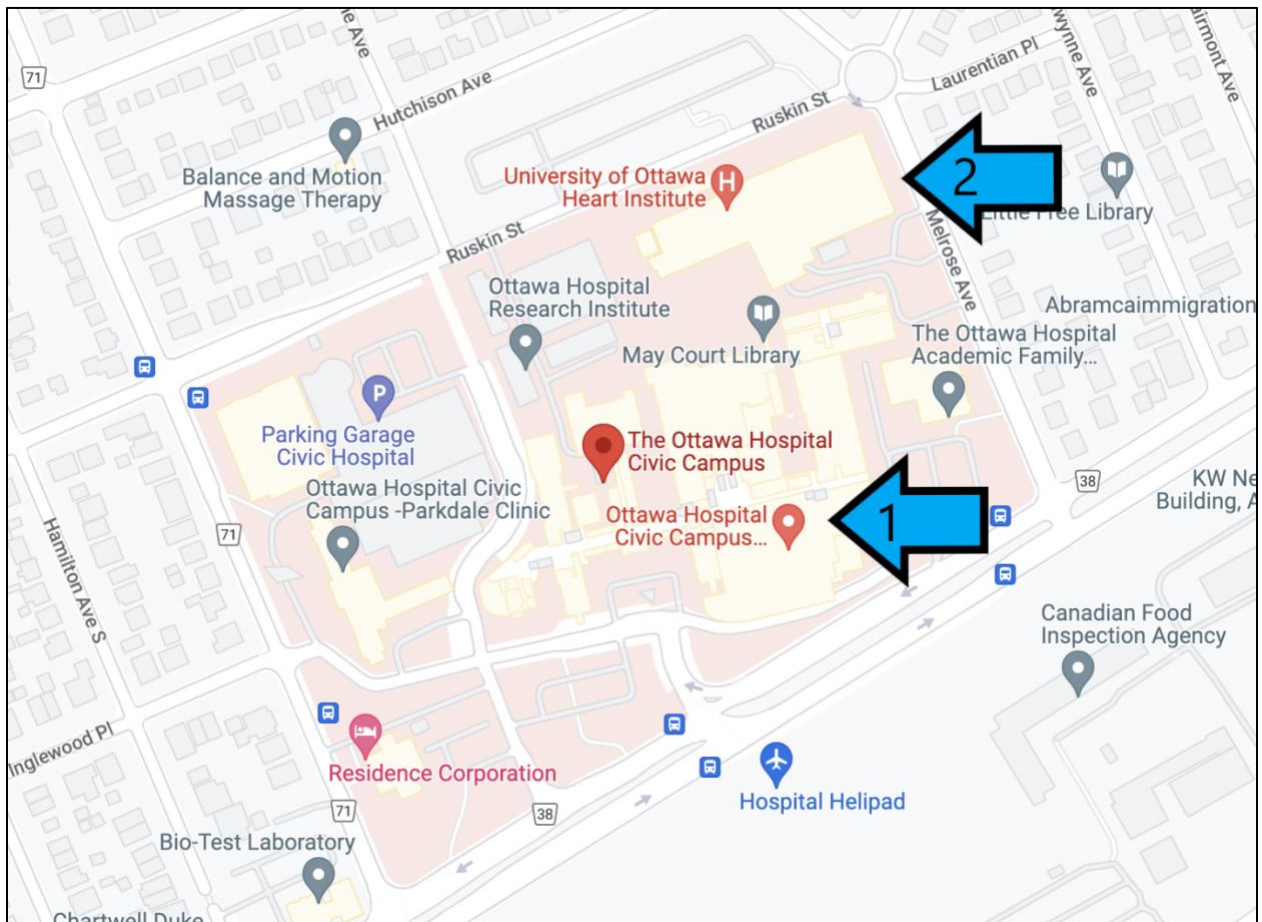 71
Ave
Hutchison Ave
Balance and Motion
Massage Therapy
Ruskin St
Laurentian Pl
Ave
Ave
University of Ottawa
Heart Institute
H
2
Little Free Library
Melrose Ave
Ruskin St
Ottawa Hospital
Research Institute
May Court Library
Abramcaimmigration
The Ottawa Hospital
Academic Family...
P
Parking Garage
Civic Hospital
The Ottawa Hospital
Civic Campus
Ottawa Hospital Civic
Campus -Parkdale Clinic
Ottawa Hospital
Civic Campus...
1
38
KW Ne
Building, A
71
Hamilton Ave S
Canadian Food
Inspection Agency
Inglewood Pl
Residence Corporation
Hospital Helipad
71
38
Bio-Test Laboratory
Chartwell Duke